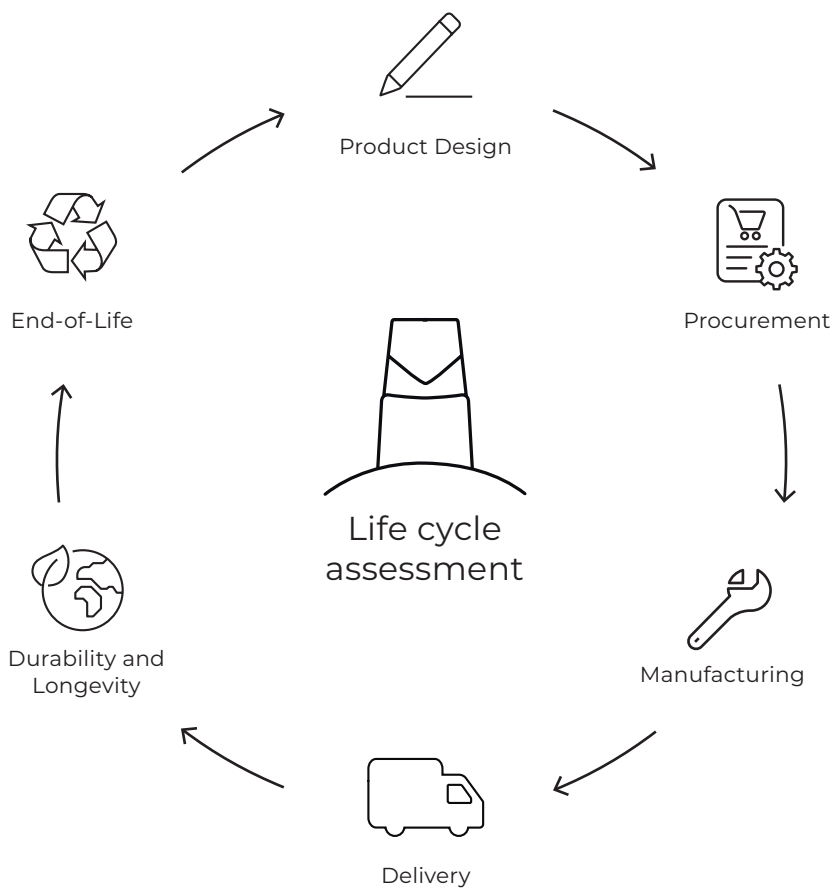 Product Design
Procurement
Manufacturing
Delivery
Durability and
Longevity
End-of-Life
Life cycle
assessment